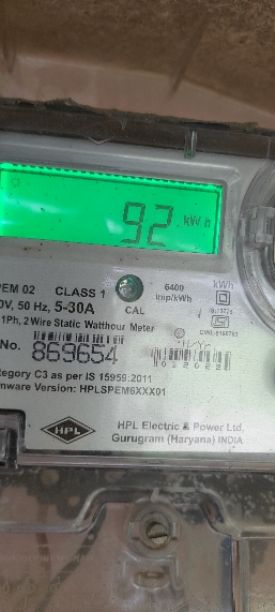 92 kWh
PEM 02 CLASS 1
6400 imp/kWh
kWh
0V, 50 Hz, 5-30A CAL
1Ph, 2 Wire Static Watthour Meter
No. 869654
tegory C3 as per IS 15959:2011
mware Version: HPLSPEM6XXX01
HPL
HPL Electric & Power Ltd.
Gurugram (Haryana) INDIA